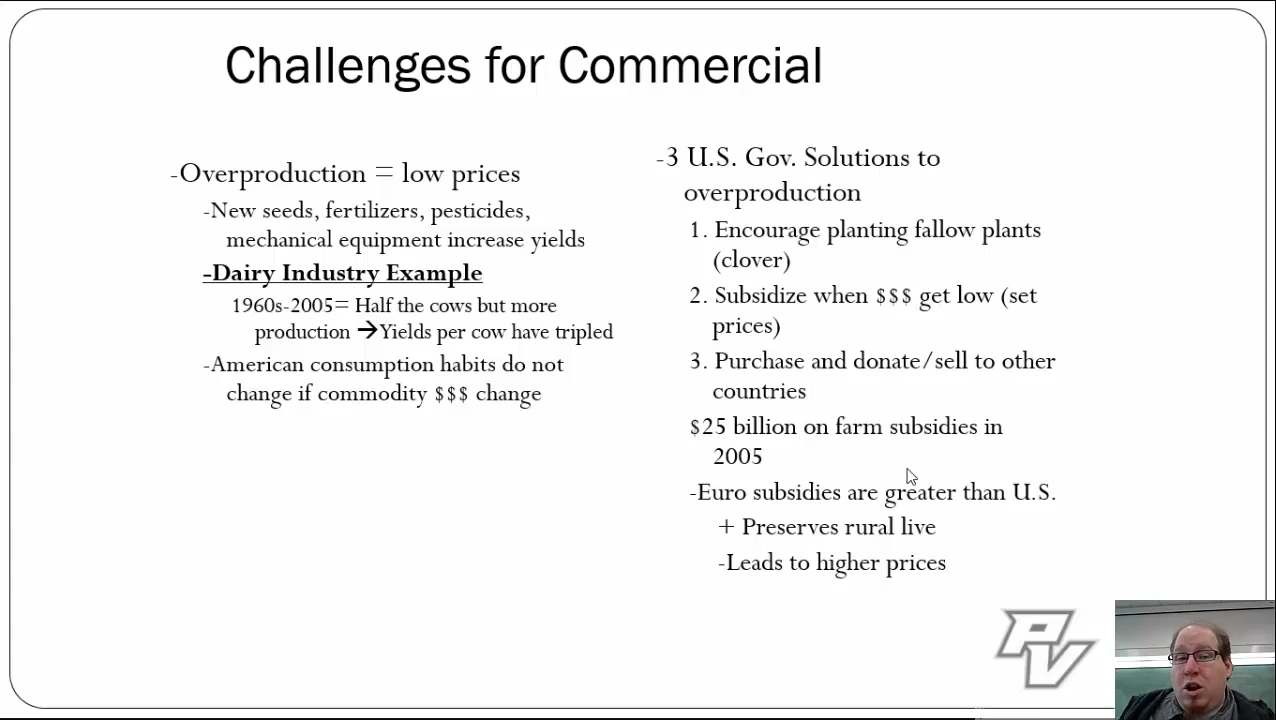 Challenges for Commercial
-Overproduction = low prices
-New seeds, fertilizers, pesticides,
mechanical equipment increase yields
-Dairy Industry Example
1960s-2005= Half the cows but more
production →Yields per cow have tripled
-American consumption habits do not
change if commodity $$$ change
-3 U.S. Gov. Solutions to
overproduction
1. Encourage planting fallow plants
(clover)
2. Subsidize when $$$ get low (set
prices)
3. Purchase and donate/sell to other
countries
$25 billion on farm subsidies in
2005
-Euro subsidies are greater than U.S.
+ Preserves rural live
-Leads to higher prices
PV